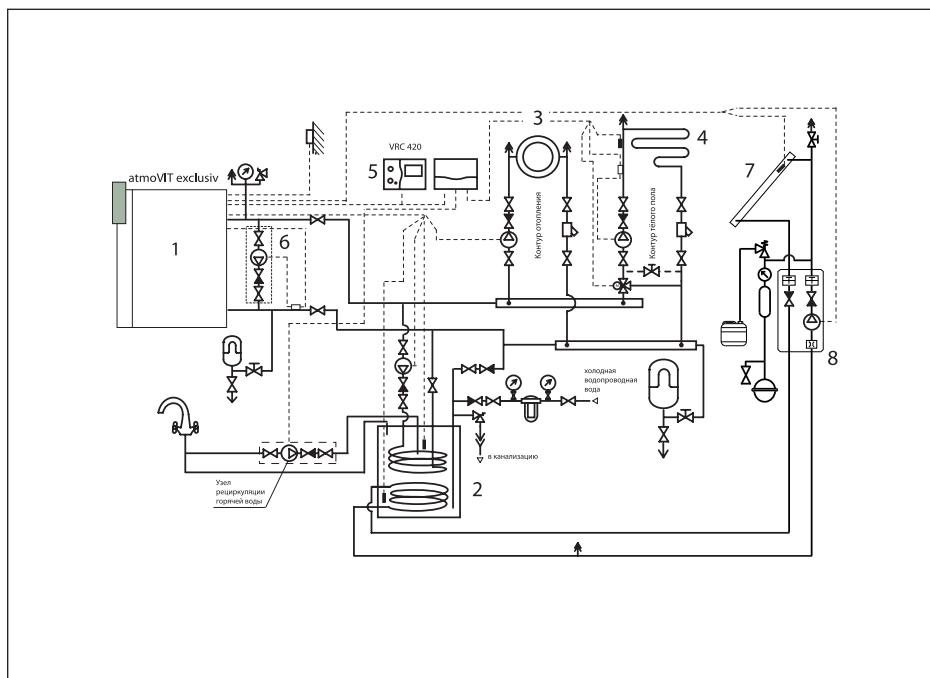 3
4
VRC 420
5
7
atmoVIT exclusiv
1
6
Контур отопления
Контур тёплого пола
8
холодная
водопроводная
вода
в канализацию
2
Узел
рециркуляции
горячей воды